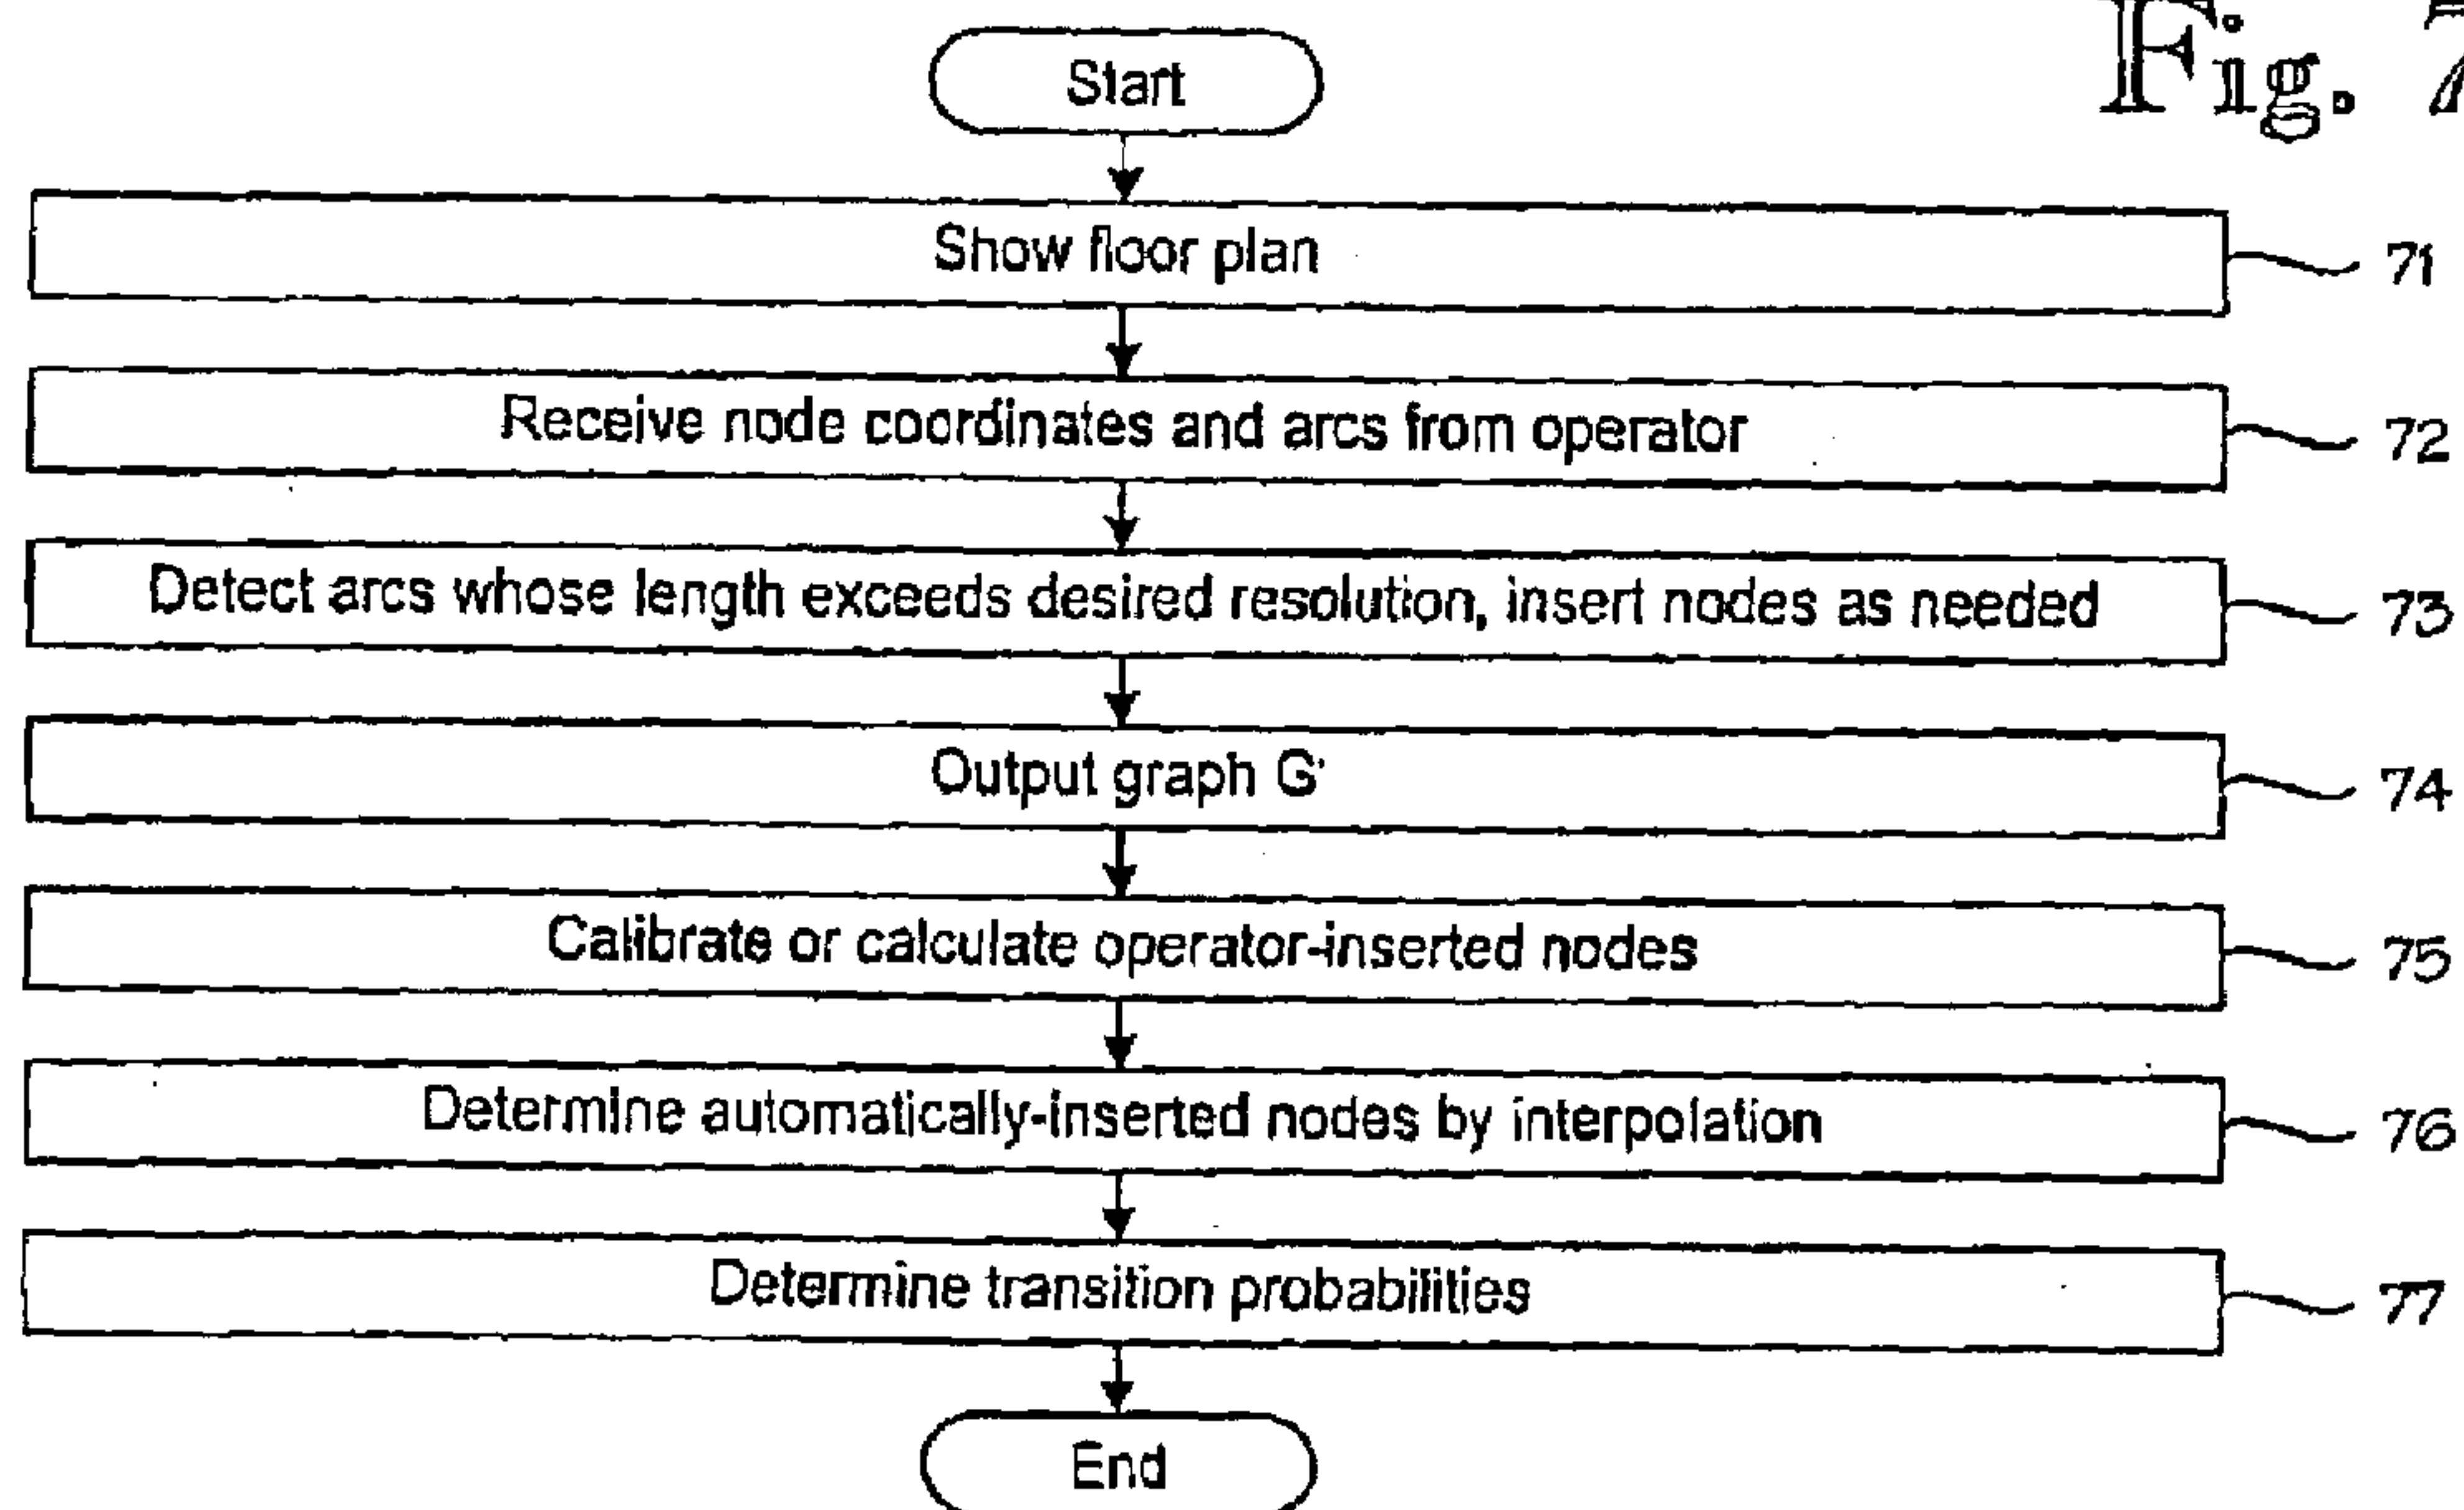 Fig. 7
Start
Show floor plan
71
Receive node coordinates and arcs from operator
72
Detect arcs whose length exceeds desired resolution, insert nodes as needed
73
Output graph G'
74
Calibrate or calculate operator-inserted nodes
75
Determine automatically-inserted nodes by interpolation
76
Determine transition probabilities
77
End